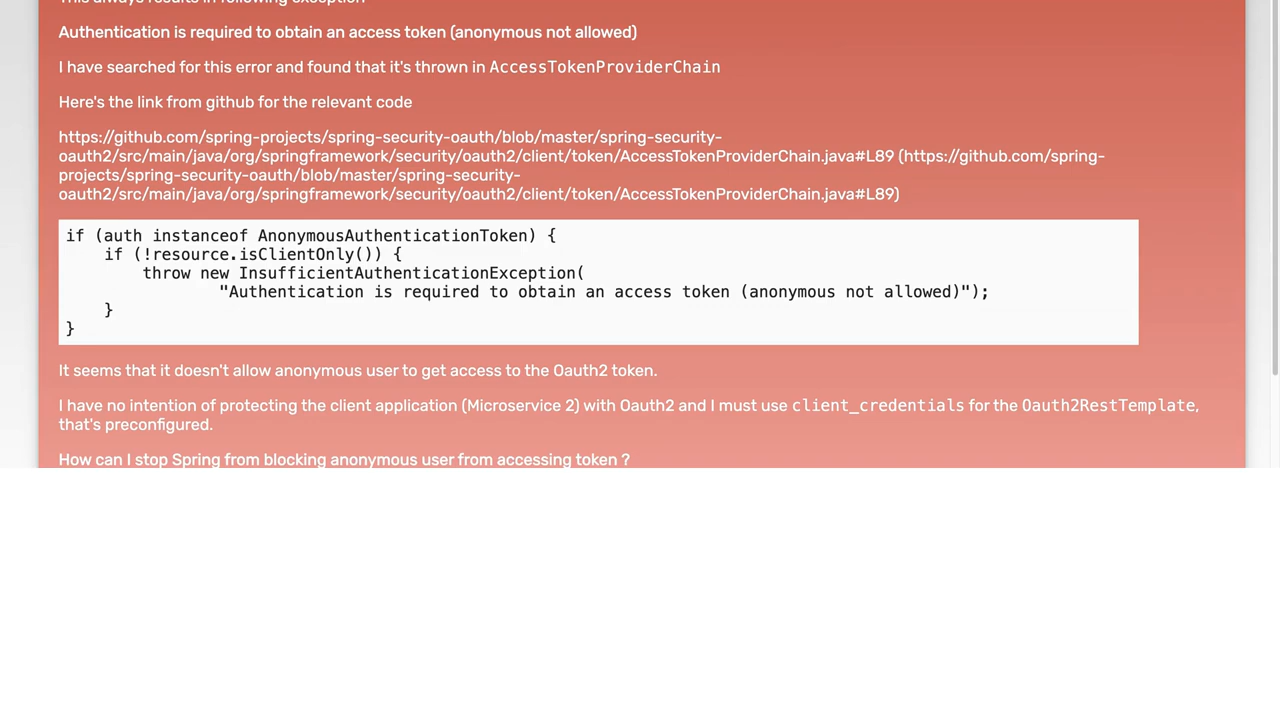 This always results in following exception
Authentication is required to obtain an access token (anonymous not allowed)
I have searched for this error and found that it's thrown in AccessTokenProviderChain
Here's the link from github for the relevant code
https://github.com/spring-projects/spring-security-oauth/blob/master/spring-security-
oauth2/src/main/java/org/springframework/security/oauth2/client/token/AccessTokenProviderChain.java#L89 (https://github.com/spring-
projects/spring-security-oauth/blob/master/spring-security-
oauth2/src/main/java/org/springframework/security/oauth2/client/token/AccessTokenProviderChain.java#L89)
if (auth instanceof AnonymousAuthenticationToken) {
    if (!resource.isClientOnly()) {
        throw new InsufficientAuthenticationException(
                "Authentication is required to obtain an access token (anonymous not allowed)");
    }
}
It seems that it doesn't allow anonymous user to get access to the Oauth2 token.
I have no intention of protecting the client application (Microservice 2) with Oauth2 and I must use client_credentials for the Oauth2RestTemplate,
that's preconfigured.
How can I stop Spring from blocking anonymous user from accessing token ?